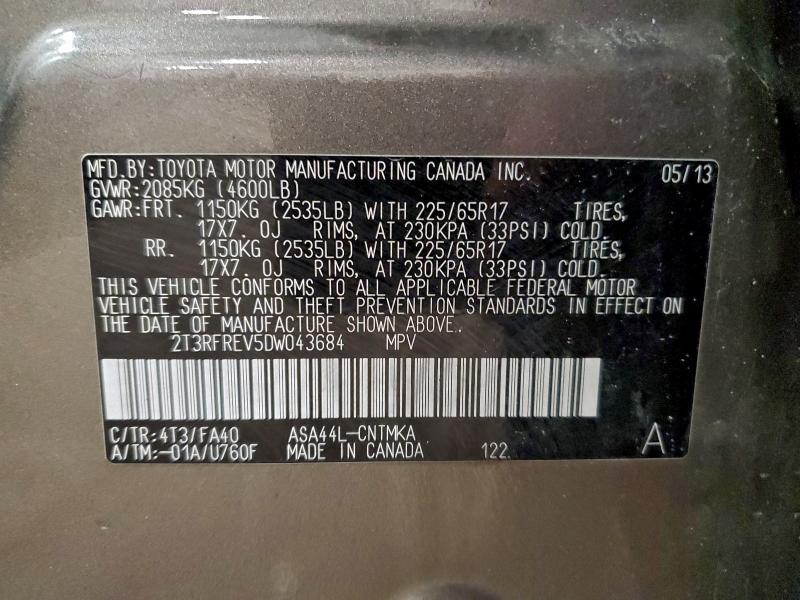 MFD.BY:TOYOTA MOTOR MANUFACTURING CANADA INC. 05/13
GVWR:2085KG (4600LB)
GAWR:FRT. 1150KG (2535LB) WITH 225/65R17 TIRES,
17X7. 0J RIMS, AT 230KPA (33PSI) COLD.
RR. 1150KG (2535LB) WITH 225/65R17 TIRES,
17X7. 0J RIMS, AT 230KPA (33PSI) COLD.
THIS VEHICLE CONFORMS TO ALL APPLICABLE FEDERAL MOTOR
VEHICLE SAFETY AND THEFT PREVENTION STANDARDS IN EFFECT ON
THE DATE OF MANUFACTURE SHOWN ABOVE.
2T3RFREV5DW043684 MPV
C/TR:4T3/FA40 ASA44L-CNTMKA
A/TM:-01A/U760F MADE IN CANADA 122. A